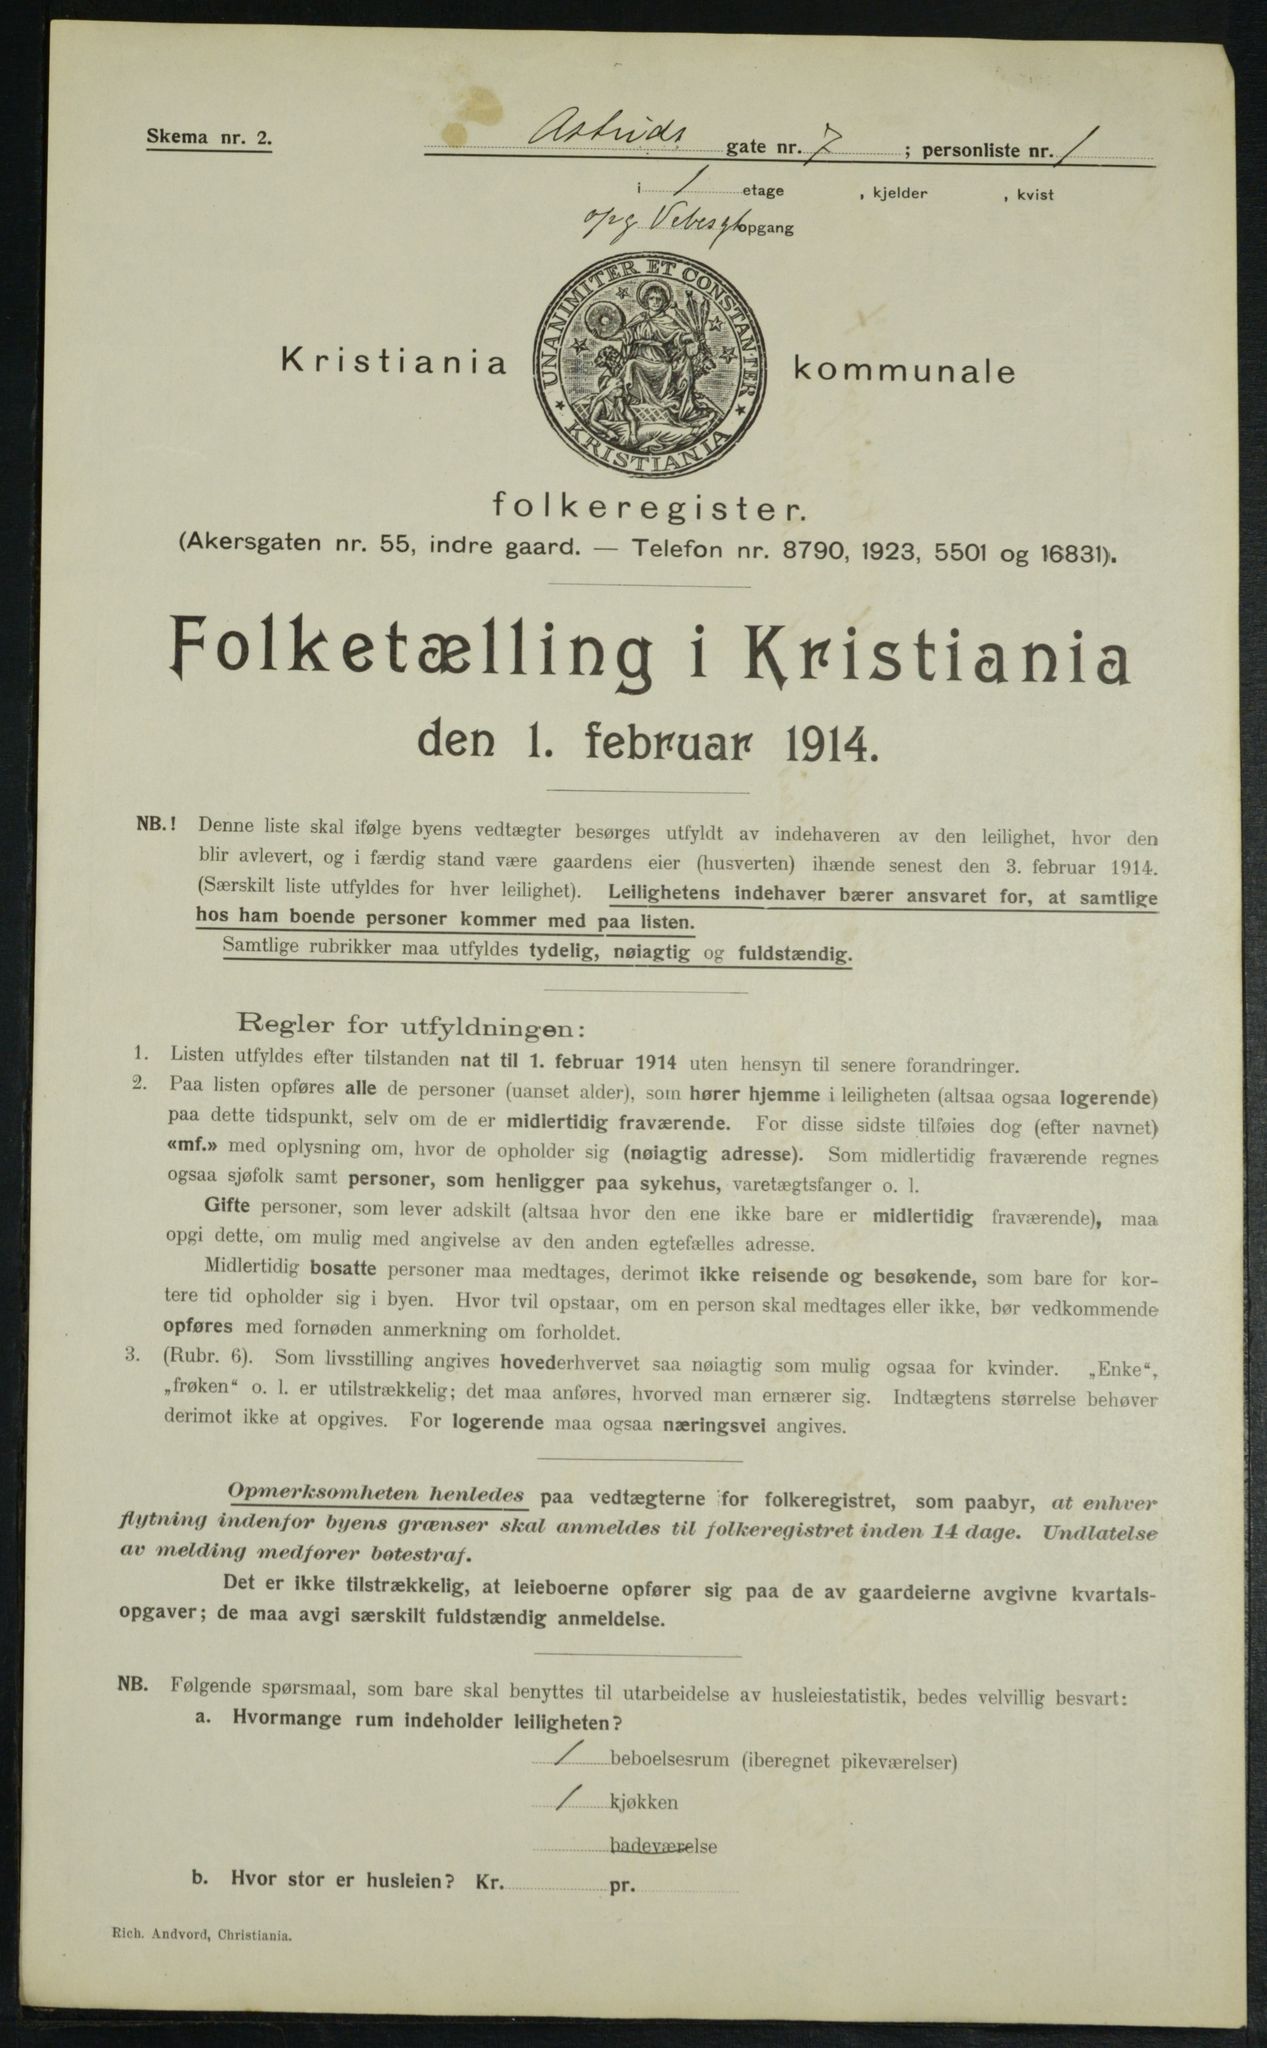 Skema nr. 2.
Astrids gate nr. 7 ; personliste nr. 1
i 1 etage , kjelder , kvist
opg opgang
UNANIMITER ET CONSTANTER
KRISTIANIA
Kristiania kommunale
folkeregister.
(Akersgaten nr. 55, indre gaard. — Telefon nr. 8790, 1923, 5501 og 16831).
Folketælling i Kristiania
den 1. februar 1914.
NB.! Denne liste skal ifølge byens vedtægter besørges utfyldt av indehaveren av den leilighet, hvor den
blir avlevert, og i færdig stand være gaardens eier (husverten) ihænde senest den 3. februar 1914.
(Særskilt liste utfyldes for hver leilighet). Leilighetens indehaver bærer ansvaret for, at samtlige
hos ham boende personer kommer med paa listen.
Samtlige rubrikker maa utfyldes tydelig, nøiagtig og fuldstændig.
Regler for utfyldningen:
1. Listen utfyldes efter tilstanden nat til 1. februar 1914 uten hensyn til senere forandringer.
2. Paa listen opføres alle de personer (uanset alder), som hører hjemme i leiligheten (altsaa ogsaa logerende)
paa dette tidspunkt, selv om de er midlertidig fraværende. For disse sidste tilføies dog (efter navnet)
«mf.» med oplysning om, hvor de opholder sig (nøiagtig adresse). Som midlertidig fraværende regnes
ogsaa sjøfolk samt personer, som henligger paa sykehus, varetægtsfanger o. l.
Gifte personer, som lever adskilt (altsaa hvor den ene ikke bare er midlertidig fraværende), maa
opgi dette, om mulig med angivelse av den anden egtefælles adresse.
Midlertidig bosatte personer maa medtages, derimot ikke reisende og besøkende, som bare for kor-
tere tid opholder sig i byen. Hvor tvil opstaar, om en person skal medtages eller ikke, bør vedkommende
opføres med fornøden anmerkning om forholdet.
3. (Rubr. 6). Som livsstilling angives hovederhvervet saa nøiagtig som mulig ogsaa for kvinder. „Enke“,
„frøken“ o. l. er utilstrækkelig; det maa anføres, hvorved man ernærer sig. Indtægtens størrelse behøver
derimot ikke at opgives. For logerende maa ogsaa næringsvei angives.
Opmerksomheten henledes paa vedtægterne for folkeregistret, som paabyr, at enhver
flytning indenfor byens grænser skal anmeldes til folkeregistret inden 14 dage. Undlatelse
av melding medfører bøtestraf.
Det er ikke tilstrækkelig, at leieboerne opfører sig paa de av gaardeierne avgivne kvartals-
opgaver; de maa avgi særskilt fuldstændig anmeldelse.
NB. Følgende spørsmaal, som bare skal benyttes til utarbeidelse av husleiestatistik, bedes velvillig besvart:
a. Hvormange rum indeholder leiligheten?
1 beboelsesrum (iberegnet pikeværelser)
1 kjøkken
badeværelse
b. Hvor stor er husleien? Kr. pr.
Rich. Andvord, Christiania.